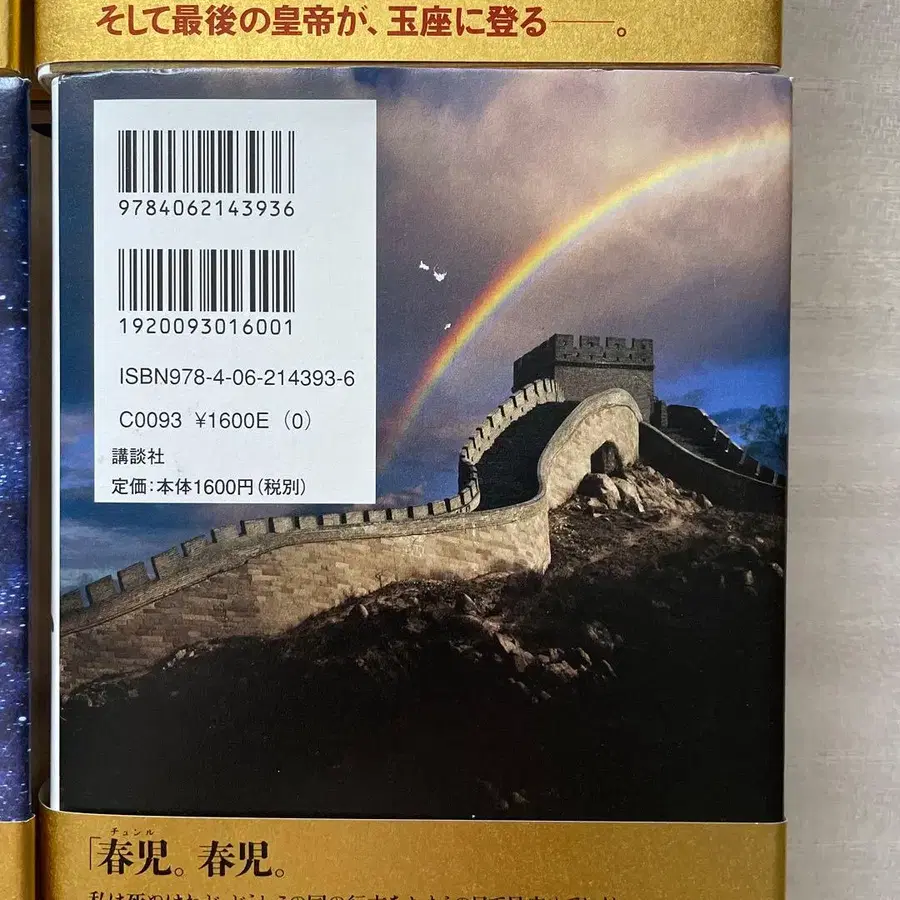 そして最後の皇帝が、玉座に登る——。
9784062143936
1920093016001
ISBN978-4-06-214393-6
C0093 ¥1600E (0)
講談社
定価:本体1600円(税別)
チュンル
「春児。春児。